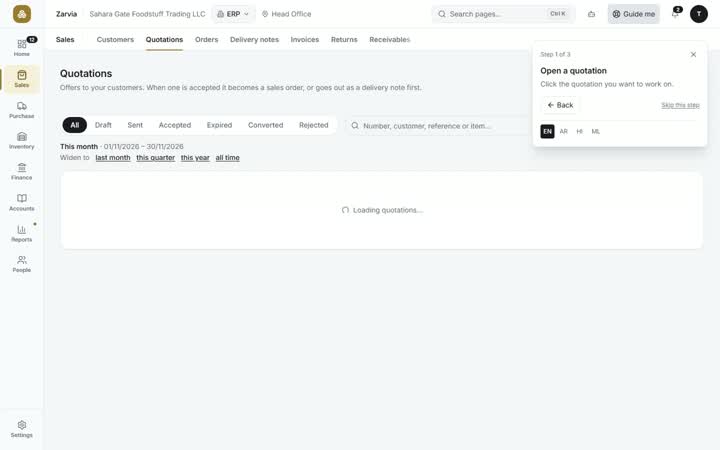 Zarvia
Sahara Gate Foodstuff Trading LLC
ERP
Head Office
Search pages...
Ctrl K
Guide me
2
T
12
Home
Sales
Purchase
Inventory
Finance
Accounts
Reports
People
Settings
Sales
Customers
Quotations
Orders
Delivery notes
Invoices
Returns
Receivables
Quotations
Offers to your customers. When one is accepted it becomes a sales order, or goes out as a delivery note first.
All
Draft
Sent
Accepted
Expired
Converted
Rejected
Number, customer, reference or item...
This month · 01/11/2026 – 30/11/2026
Widen to last month this quarter this year all time
Loading quotations...
Step 1 of 3
Open a quotation
Click the quotation you want to work on.
Back
Skip this step
EN
AR
HI
ML